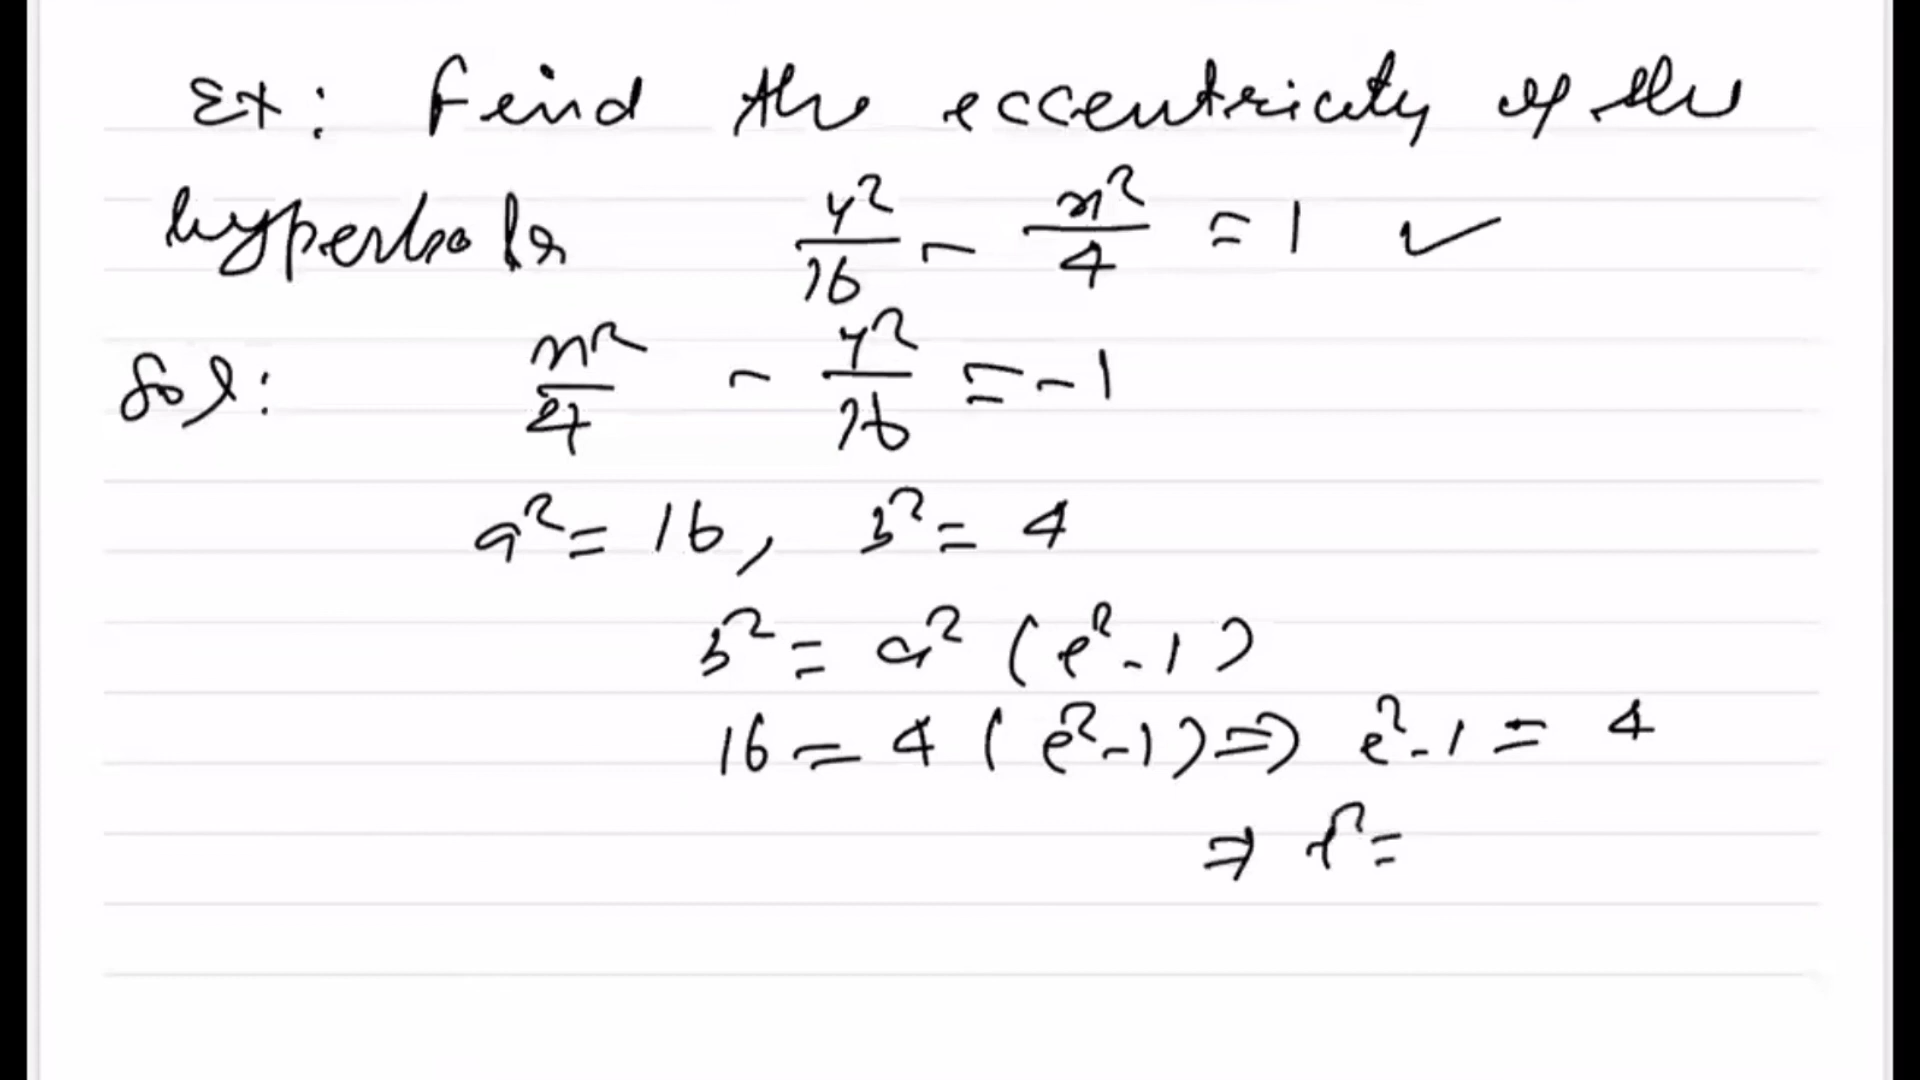 Ex: Find the eccentricity of the
hyperbola y²/16 - x²/4 = 1 ✓
Sol: x²/4 - y²/16 = -1
a² = 16, b² = 4
b² = a² (e²-1)
16 = 4 (e²-1) ⇒ e²-1 = 4
⇒ e² =